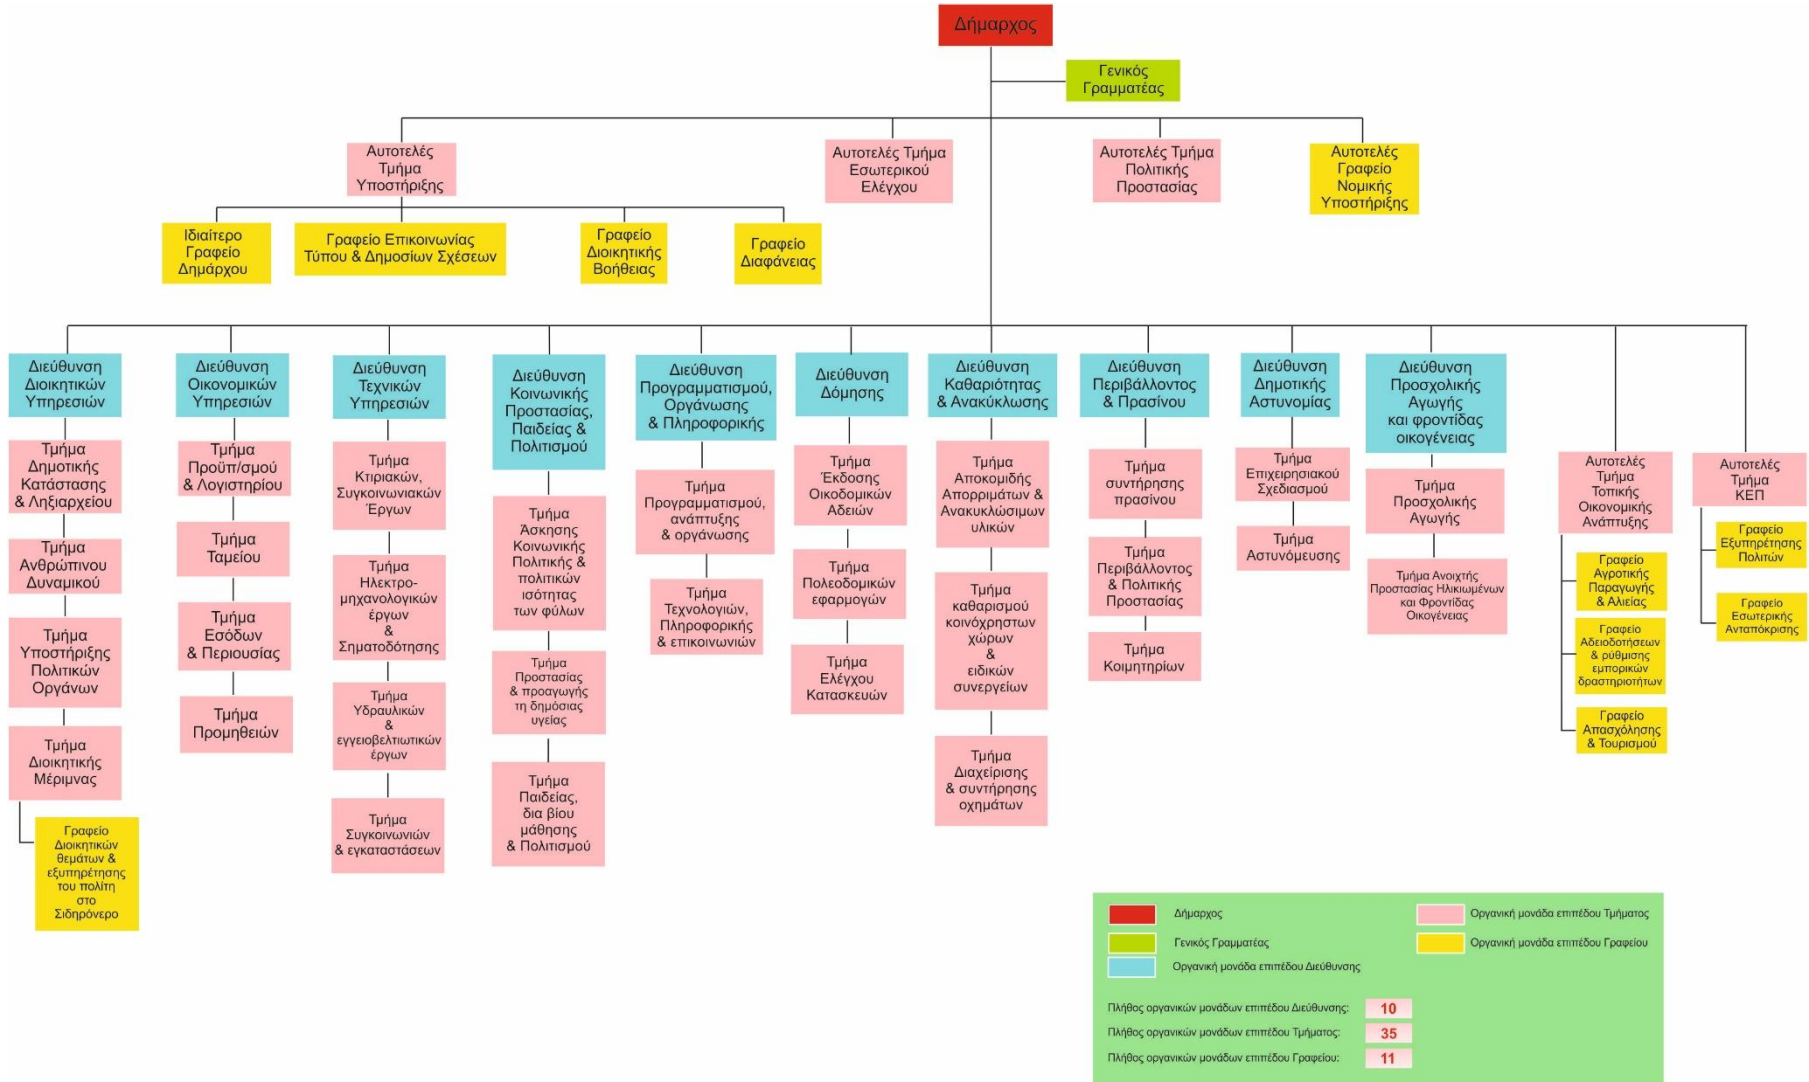 Δήμαρχος
Γενικός
Γραμματέας
Αυτοτελές
Τμήμα
Υποστήριξης
Αυτοτελές Τμήμα
Εσωτερικού
Ελέγχου
Αυτοτελές Τμήμα
Πολιτικής
Προστασίας
Αυτοτελές
Γραφείο
Νομικής
Υποστήριξης
Ιδιαίτερο
Γραφείο
Δημάρχου
Γραφείο Επικοινωνίας
Τύπου & Δημοσίων Σχέσεων
Γραφείο
Διοικητικής
Βοήθειας
Γραφείο
Διαφάνειας
Διεύθυνση
Διοικητικών
Υπηρεσιών
Τμήμα
Δημοτικής
Κατάστασης
& Ληξιαρχείου
Τμήμα
Ανθρώπινου
Δυναμικού
Τμήμα
Υποστήριξης
Πολιτικών
Οργάνων
Τμήμα
Διοικητικής
Μέριμνας
Γραφείο
Διοικητικών
θεμάτων &
εξυπηρέτησης
του πολίτη
στο
Σιδηρόνερο
Διεύθυνση
Οικονομικών
Υπηρεσιών
Τμήμα
Προϋπ/σμού
& Λογιστηρίου
Τμήμα
Ταμείου
Τμήμα
Εσόδων
& Περιουσίας
Τμήμα
Προμηθειών
Διεύθυνση
Τεχνικών
Υπηρεσιών
Τμήμα
Κτιριακών,
Συγκοινωνιακών
Έργων
Τμήμα
Ηλεκτρο-
μηχανολογικών
έργων
&
Σηματοδότησης
Τμήμα
Υδραυλικών
&
εγγειοβελτιωτικών
έργων
Τμήμα
Συγκοινωνιών
& εγκαταστάσεων
Διεύθυνση
Κοινωνικής
Προστασίας,
Παιδείας &
Πολιτισμού
Τμήμα
Άσκησης
Κοινωνικής
Πολιτικής &
πολιτικών
ισότητας
των φύλων
Τμήμα
Προστασίας
& προαγωγής
τη δημόσιας
υγείας
Τμήμα
Παιδείας,
δια βίου
μάθησης
& Πολιτισμού
Διεύθυνση
Προγραμματισμού,
Οργάνωσης
& Πληροφορικής
Τμήμα
Προγραμματισμού,
ανάπτυξης
& οργάνωσης
Τμήμα
Τεχνολογιών,
Πληροφορικής
& επικοινωνιών
Διεύθυνση
Δόμησης
Τμήμα
Έκδοσης
Οικοδομικών
Αδειών
Τμήμα
Πολεοδομικών
εφαρμογών
Τμήμα
Ελέγχου
Κατασκευών
Διεύθυνση
Καθαριότητας
& Ανακύκλωσης
Τμήμα
Αποκομιδής
Απορριμάτων &
Ανακυκλώσιμων
υλικών
Τμήμα
καθαρισμού
κοινόχρηστων
χώρων
&
ειδικών
συνεργείων
Τμήμα
Διαχείρισης
& συντήρησης
οχημάτων
Διεύθυνση
Περιβάλλοντος
& Πρασίνου
Τμήμα
συντήρησης
πρασίνου
Τμήμα
Περιβάλλοντος
& Πολιτικής
Προστασίας
Τμήμα
Κοιμητηρίων
Διεύθυνση
Δημοτικής
Αστυνομίας
Τμήμα
Επιχειρησιακού
Σχεδιασμού
Τμήμα
Αστυνόμευσης
Διεύθυνση
Προσχολικής
Αγωγής
και φροντίδας
οικογένειας
Τμήμα
Προσχολικής
Αγωγής
Τμήμα Ανοιχτής
Προστασίας Ηλικιωμένων
και Φροντίδας
Οικογένειας
Αυτοτελές
Τμήμα
Τοπικής
Οικονομικής
Ανάπτυξης
Γραφείο
Αγροτικής
Παραγωγής
& Αλιείας
Γραφείο
Αδειοδοτήσεων
& ρύθμισης
εμπορικών
δραστηριοτήτων
Γραφείο
Απασχόλησης
& Τουρισμού
Αυτοτελές
Τμήμα
ΚΕΠ
Γραφείο
Εξυπηρέτησης
Πολιτών
Γραφείο
Εσωτερικής
Ανταπόκρισης
Δήμαρχος
Γενικός Γραμματέας
Οργανική μονάδα επιπέδου Διεύθυνσης
Οργανική μονάδα επιπέδου Τμήματος
Οργανική μονάδα επιπέδου Γραφείου
Πλήθος οργανικών μονάδων επιπέδου Διεύθυνσης: 10
Πλήθος οργανικών μονάδων επιπέδου Τμήματος: 35
Πλήθος οργανικών μονάδων επιπέδου Γραφείου: 11